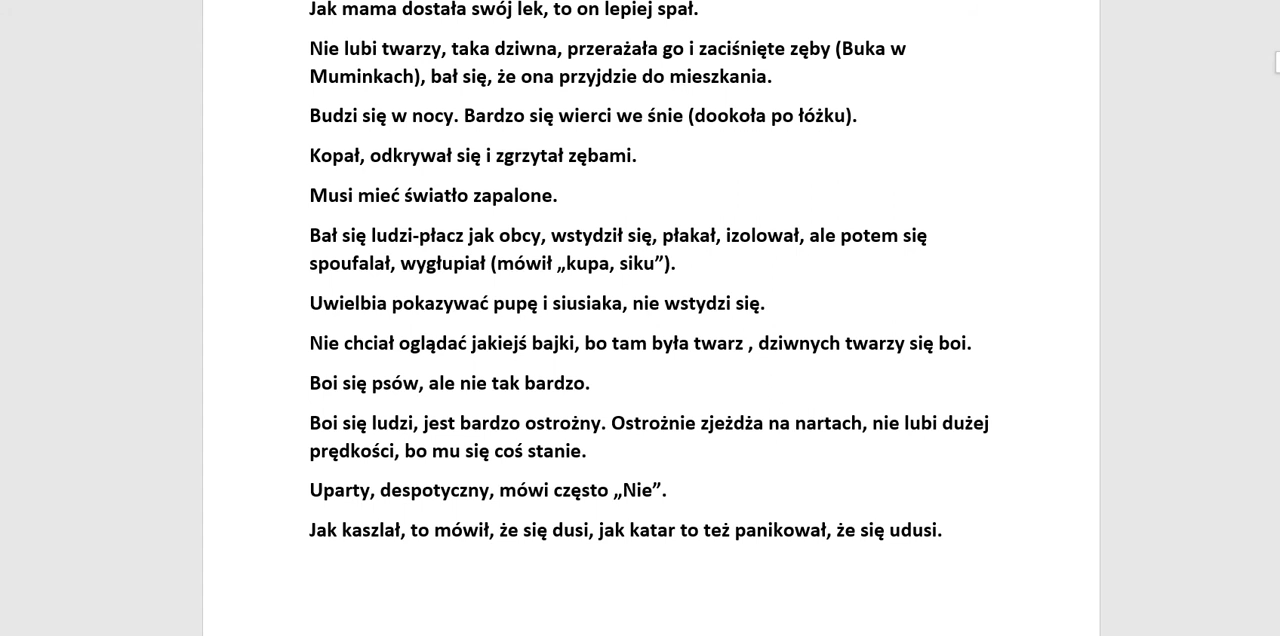 Jak mama dostała swój lek, to on lepiej spał.
Nie lubi twarzy, taka dziwna, przerażała go i zaciśnięte zęby (Buka w
Muminkach), bał się, że ona przyjdzie do mieszkania.
Budzi się w nocy. Bardzo się wierci we śnie (dookoła po łóżku).
Kopał, odkrywał się i zgrzytał zębami.
Musi mieć światło zapalone.
Bał się ludzi-płacz jak obcy, wstydził się, płakał, izolował, ale potem się
spoufalał, wygłupiał (mówił „kupa, siku”).
Uwielbia pokazywać pupę i siusiaka, nie wstydzi się.
Nie chciał oglądać jakiejś bajki, bo tam była twarz , dziwnych twarzy się boi.
Boi się psów, ale nie tak bardzo.
Boi się ludzi, jest bardzo ostrożny. Ostrożnie zjeżdża na nartach, nie lubi dużej
prędkości, bo mu się coś stanie.
Uparty, despotyczny, mówi często „Nie”.
Jak kaszlał, to mówił, że się dusi, jak katar to też panikował, że się udusi.